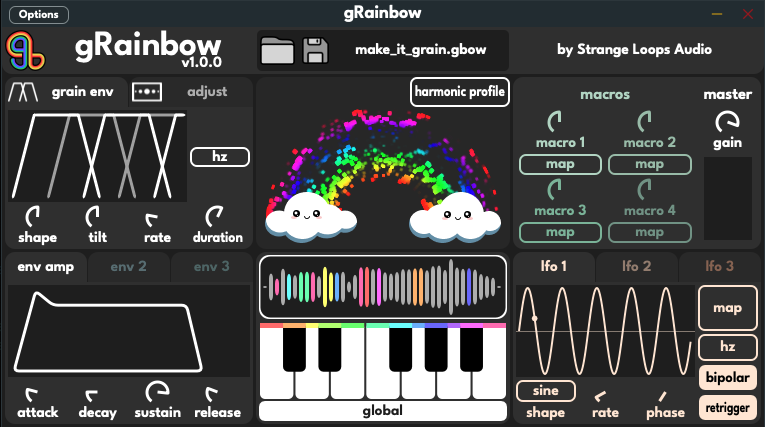 Options
gRainbow
gRainbow
v1.0.0
make_it_grain.gbow
by Strange Loops Audio
grain env
adjust
hz
shape
tilt
rate
duration
harmonic profile
macros
master
macro 1
macro 2
gain
map
map
macro 3
macro 4
map
map
env amp
env 2
env 3
attack
decay
sustain
release
global
lfo 1
lfo 2
lfo 3
map
hz
bipolar
sine
retrigger
shape
rate
phase